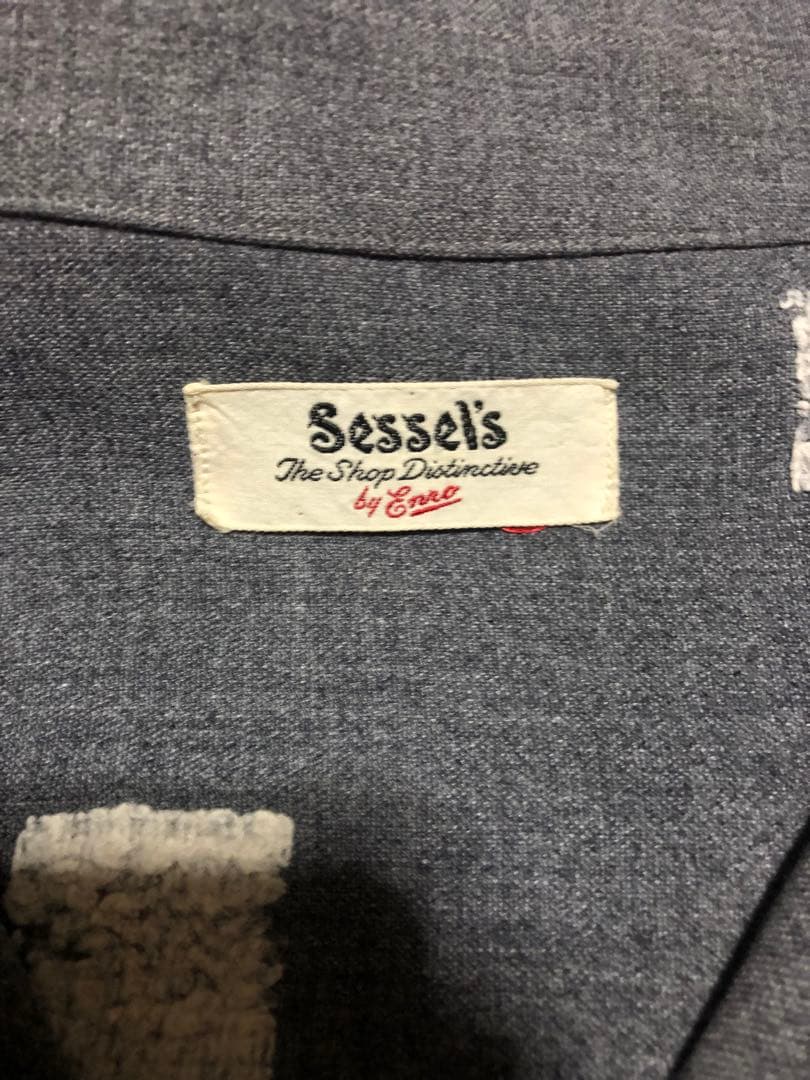 Sessel's
The Shop Distinctive
by Enro